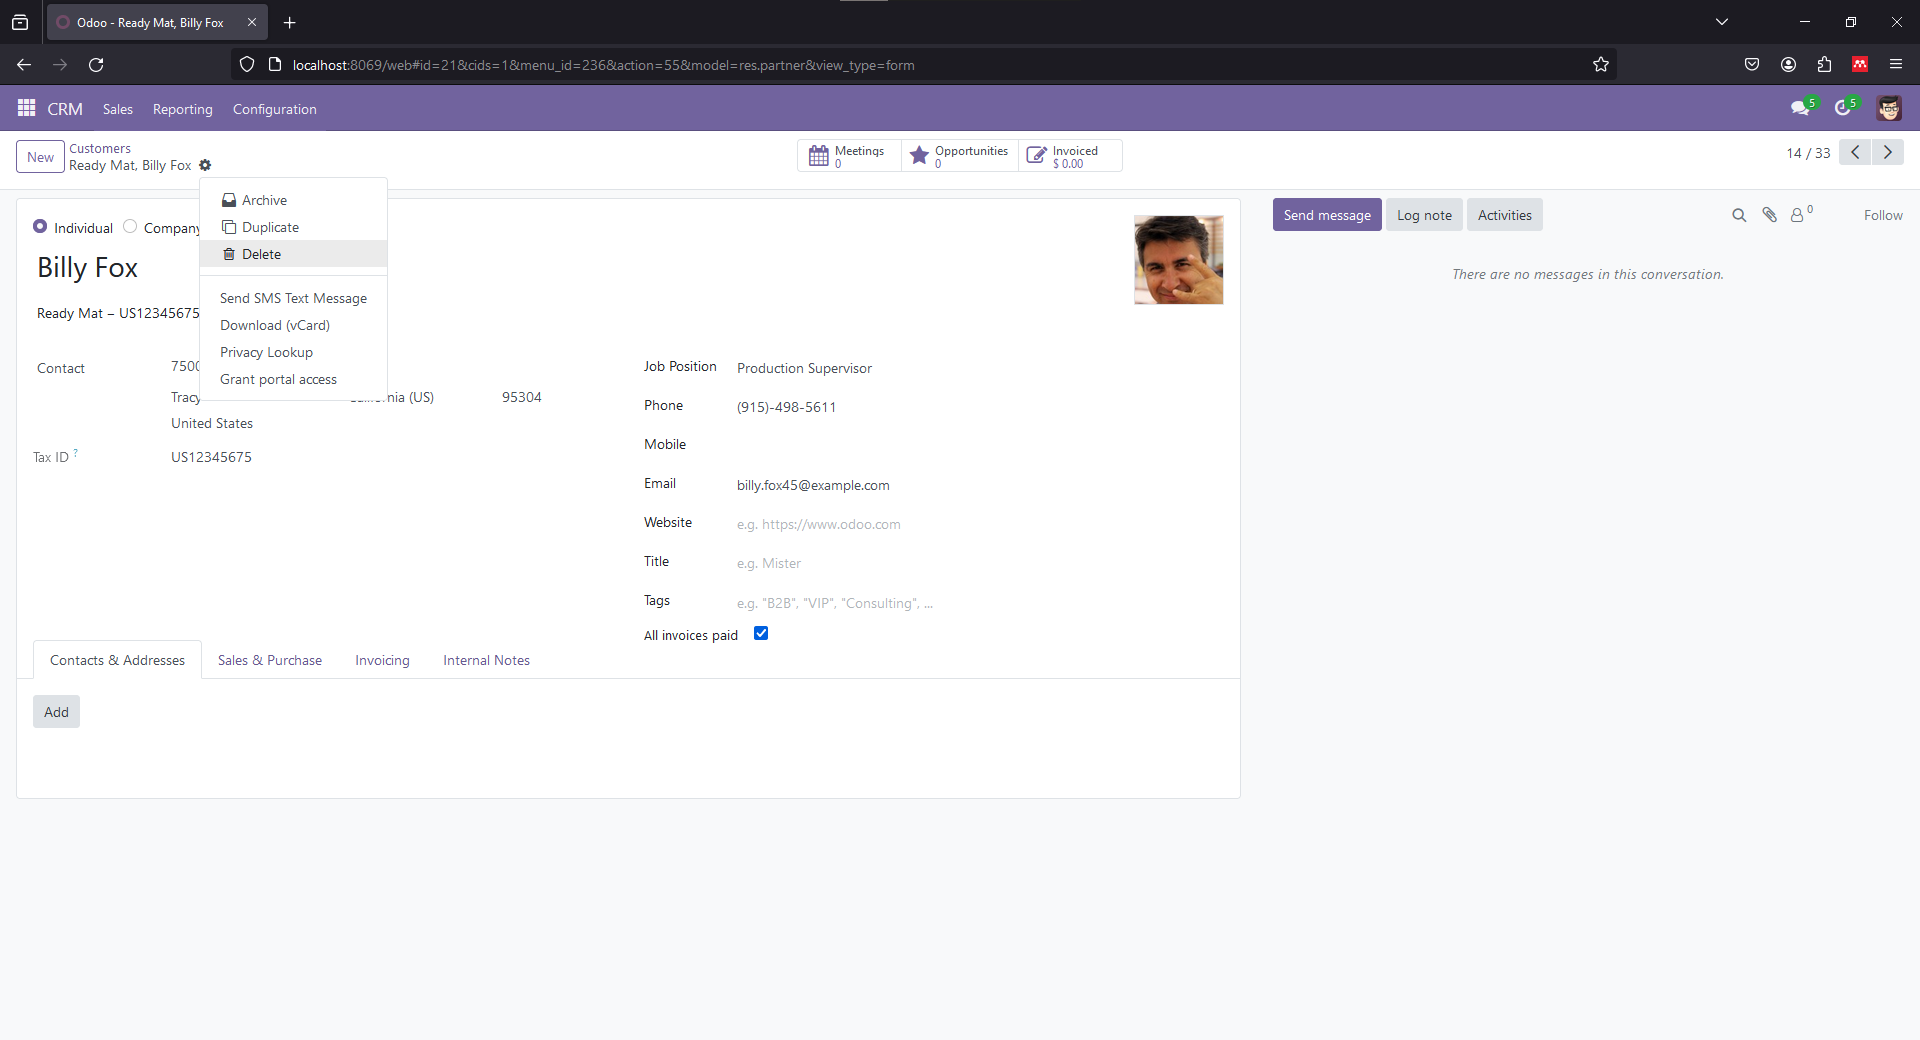 Odoo - Ready Mat, Billy Fox
localhost:8069/web#id=21&cids=1&menu_id=236&action=55&model=res.partner&view_type=form
CRM Sales Reporting Configuration 5 5
New Customers
Ready Mat, Billy Fox
Meetings
0
Opportunities
0
Invoiced
$ 0.00
14 / 33
Archive
Duplicate
Delete
Send SMS Text Message
Download (vCard)
Privacy Lookup
Grant portal access
Individual Company
Billy Fox
Ready Mat – US12345675
Contact
7500
Tracy (US) 95304
United States
Tax ID ? US12345675
Job Position Production Supervisor
Phone (915)-498-5611
Mobile
Email billy.fox45@example.com
Website e.g. https://www.odoo.com
Title e.g. Mister
Tags e.g. "B2B", "VIP", "Consulting", ...
All invoices paid
Contacts & Addresses Sales & Purchase Invoicing Internal Notes
Add
Send message Log note Activities 0 Follow
There are no messages in this conversation.